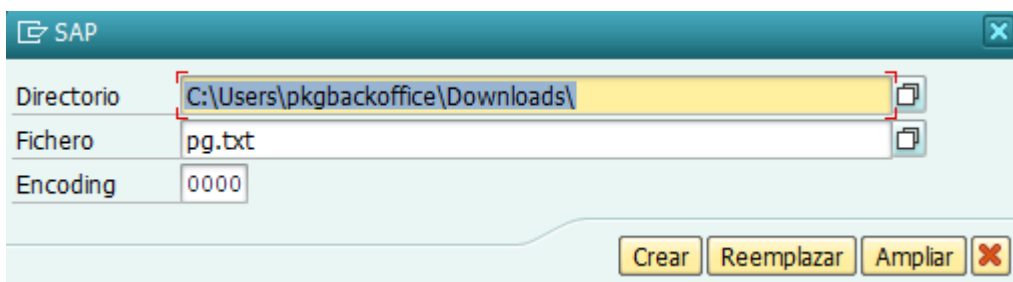 SAP
Directorio C:\Users\pkgbackoffice\Downloads\
Fichero pg.txt
Encoding 0000
Crear Reemplazar Ampliar